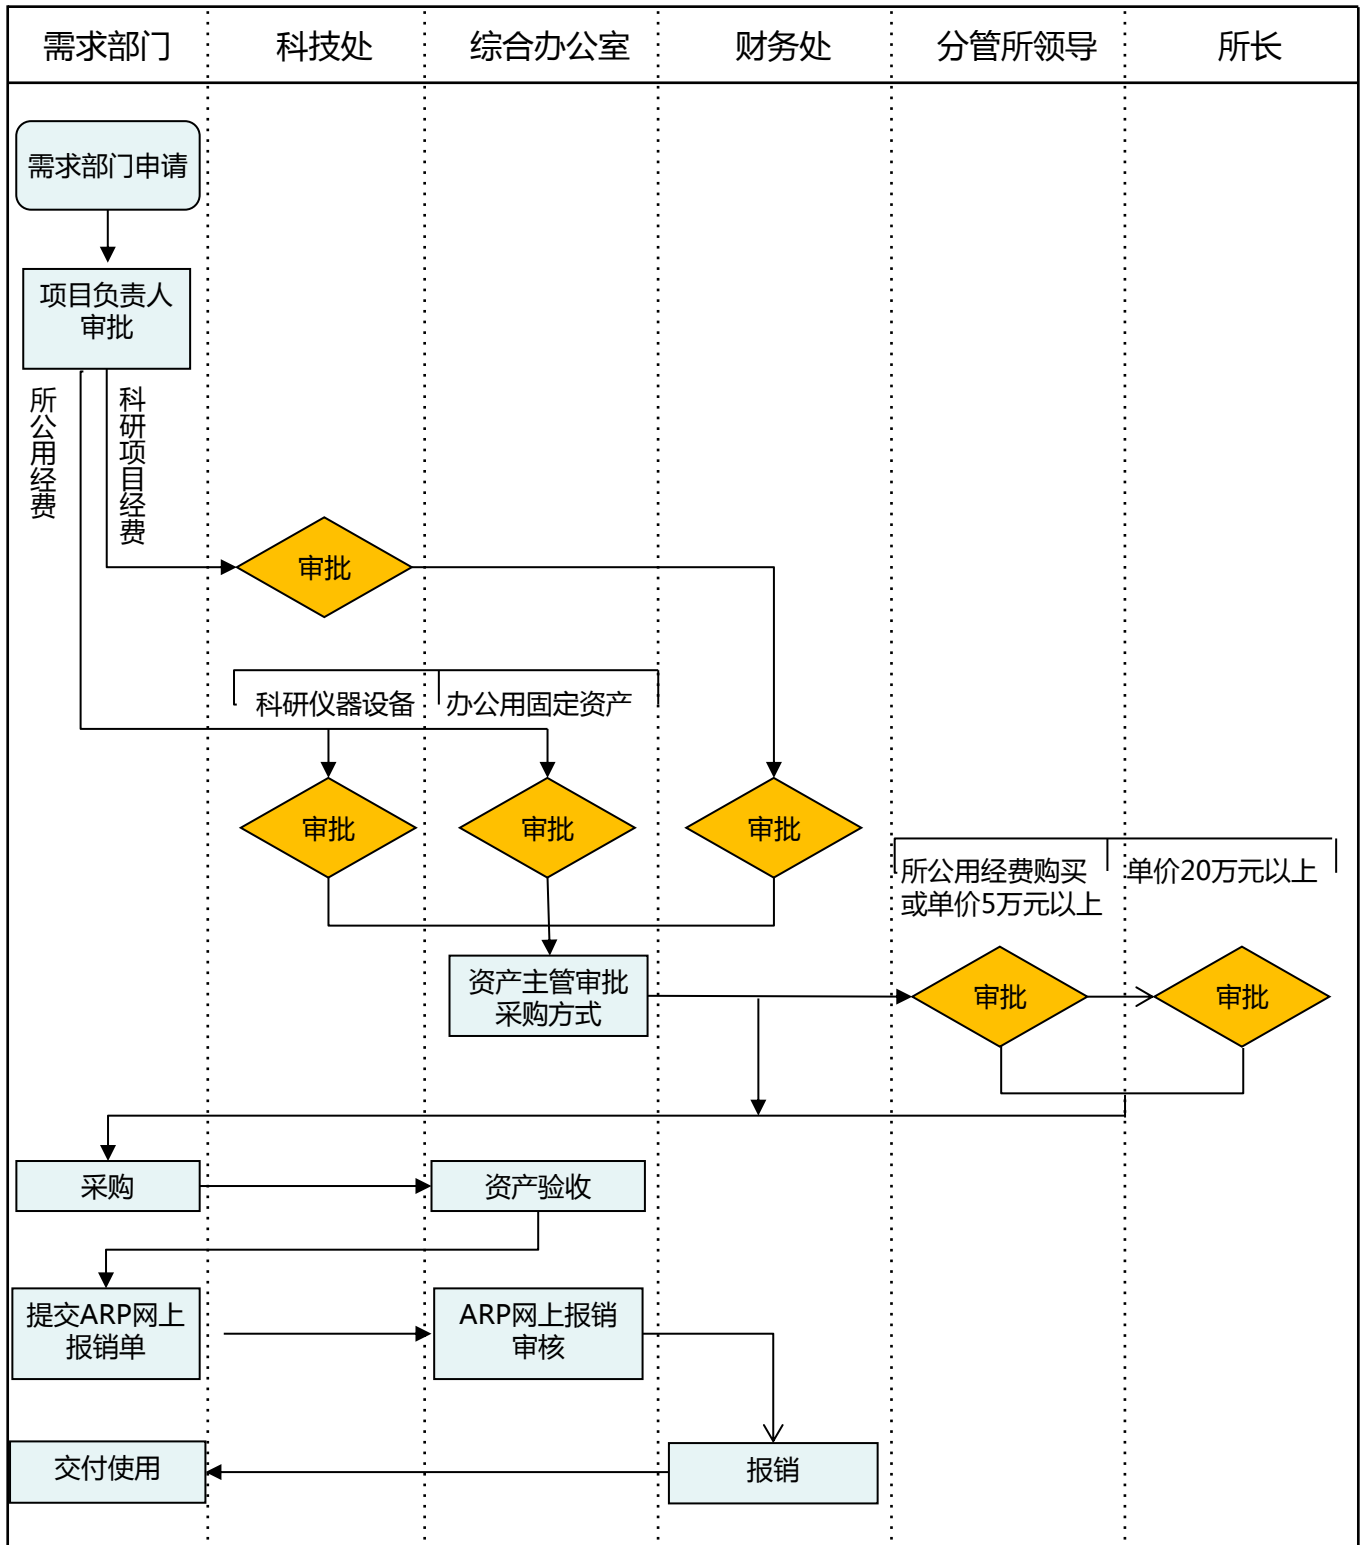 需求部门
科技处
综合办公室
财务处
分管所领导
所长
需求部门申请
项目负责人
审批
所公用经费
科研项目经费
审批
科研仪器设备
办公用固定资产
审批
审批
审批
所公用经费购买
或单价5万元以上
单价20万元以上
资产主管审批
采购方式
审批
审批
采购
资产验收
提交ARP网上
报销单
ARP网上报销
审核
交付使用
报销